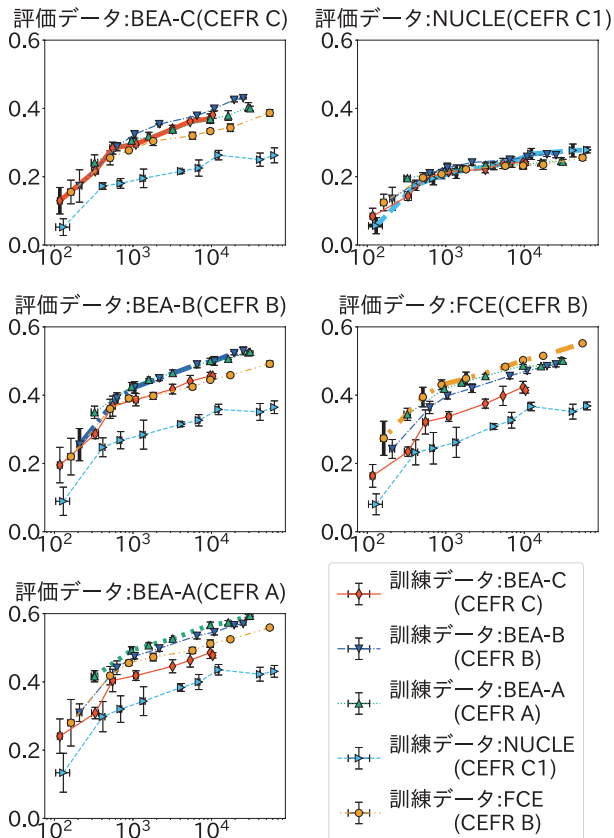 評価データ:BEA-C(CEFR C)
0.6
0.4
0.2
0.0
10²
10³
10⁴
評価データ:NUCLE(CEFR C1)
0.6
0.4
0.2
0.0
10²
10³
10⁴
評価データ:BEA-B(CEFR B)
0.6
0.4
0.2
0.0
10²
10³
10⁴
評価データ:FCE(CEFR B)
0.6
0.4
0.2
0.0
10²
10³
10⁴
評価データ:BEA-A(CEFR A)
0.6
0.4
0.2
0.0
10²
10³
10⁴
訓練データ:BEA-C
(CEFR C)
訓練データ:BEA-B
(CEFR B)
訓練データ:BEA-A
(CEFR A)
訓練データ:NUCLE
(CEFR C1)
訓練データ:FCE
(CEFR B)